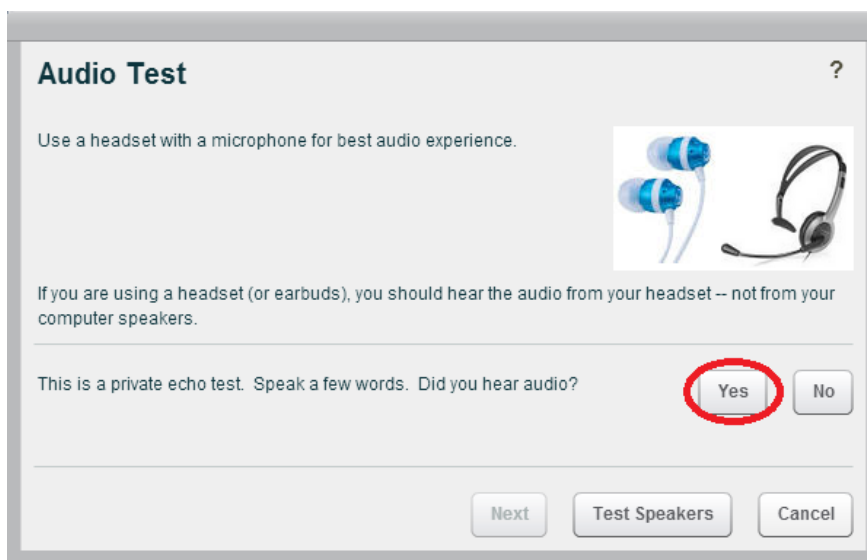 Audio Test
?
Use a headset with a microphone for best audio experience.
If you are using a headset (or earbuds), you should hear the audio from your headset -- not from your
computer speakers.
This is a private echo test. Speak a few words. Did you hear audio?
Yes
No
Next
Test Speakers
Cancel